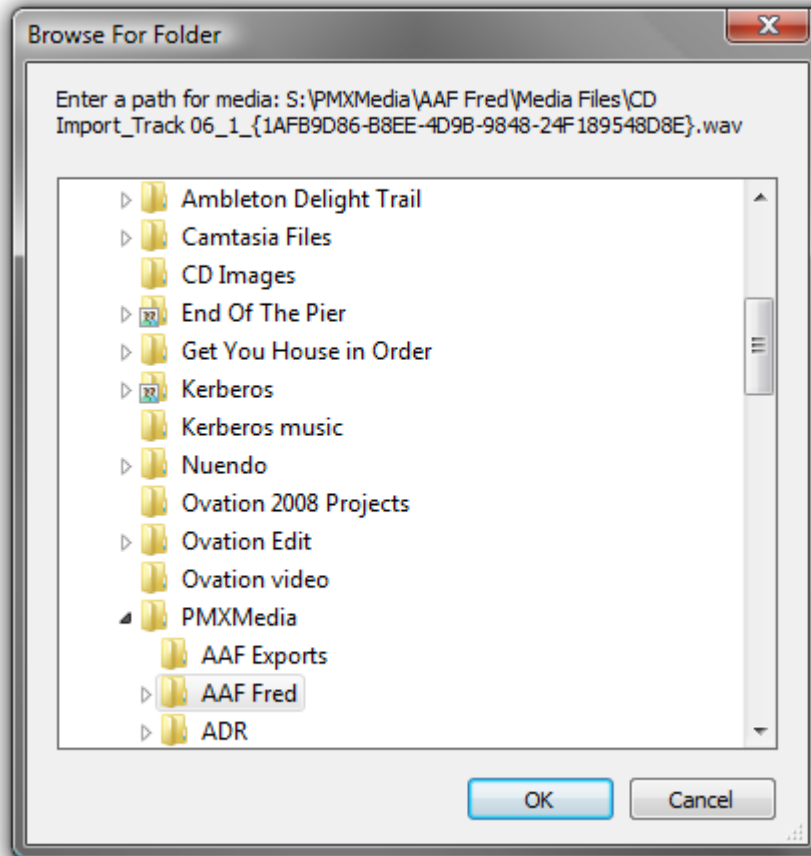 Browse For Folder
Enter a path for media: S:\PMXMedia\AAF Fred\Media Files\CD
Import_Track 06_1_{1AFB9D86-B8EE-4D9B-9848-24F189548D8E}.wav
Ambleton Delight Trail
Camtasia Files
CD Images
End Of The Pier
Get You House in Order
Kerberos
Kerberos music
Nuendo
Ovation 2008 Projects
Ovation Edit
Ovation video
PMXMedia
AAF Exports
AAF Fred
ADR
OK Cancel